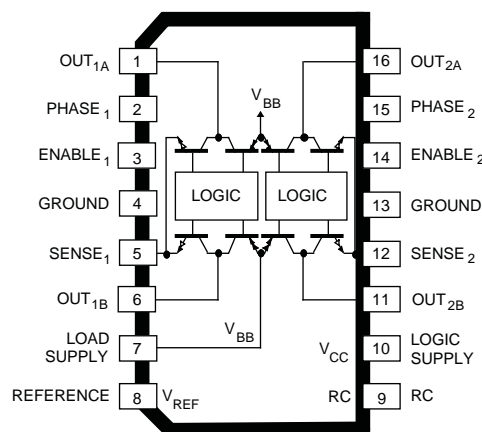 OUT1A 1 16 OUT2A
PHASE1 2 VBB 15 PHASE2
ENABLE1 3 14 ENABLE2
LOGIC LOGIC
GROUND 4 13 GROUND
SENSE1 5 12 SENSE2
OUT1B 6 11 OUT2B
LOAD
SUPPLY 7 VBB VCC 10 LOGIC
SUPPLY
REFERENCE 8 VREF RC 9 RC